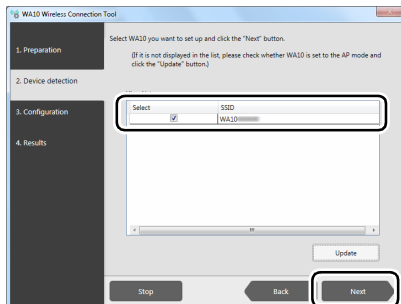 WA10 Wireless Connection Tool
Select WA10 you want to set up and click the "Next" button.
(If it is not displayed in the list, please check whether WA10 is set to the AP mode and
click the "Update" button.)
1. Preparation
2. Device detection
3. Configuration
4. Results
Select SSID
WA10
Update
Stop Back Next